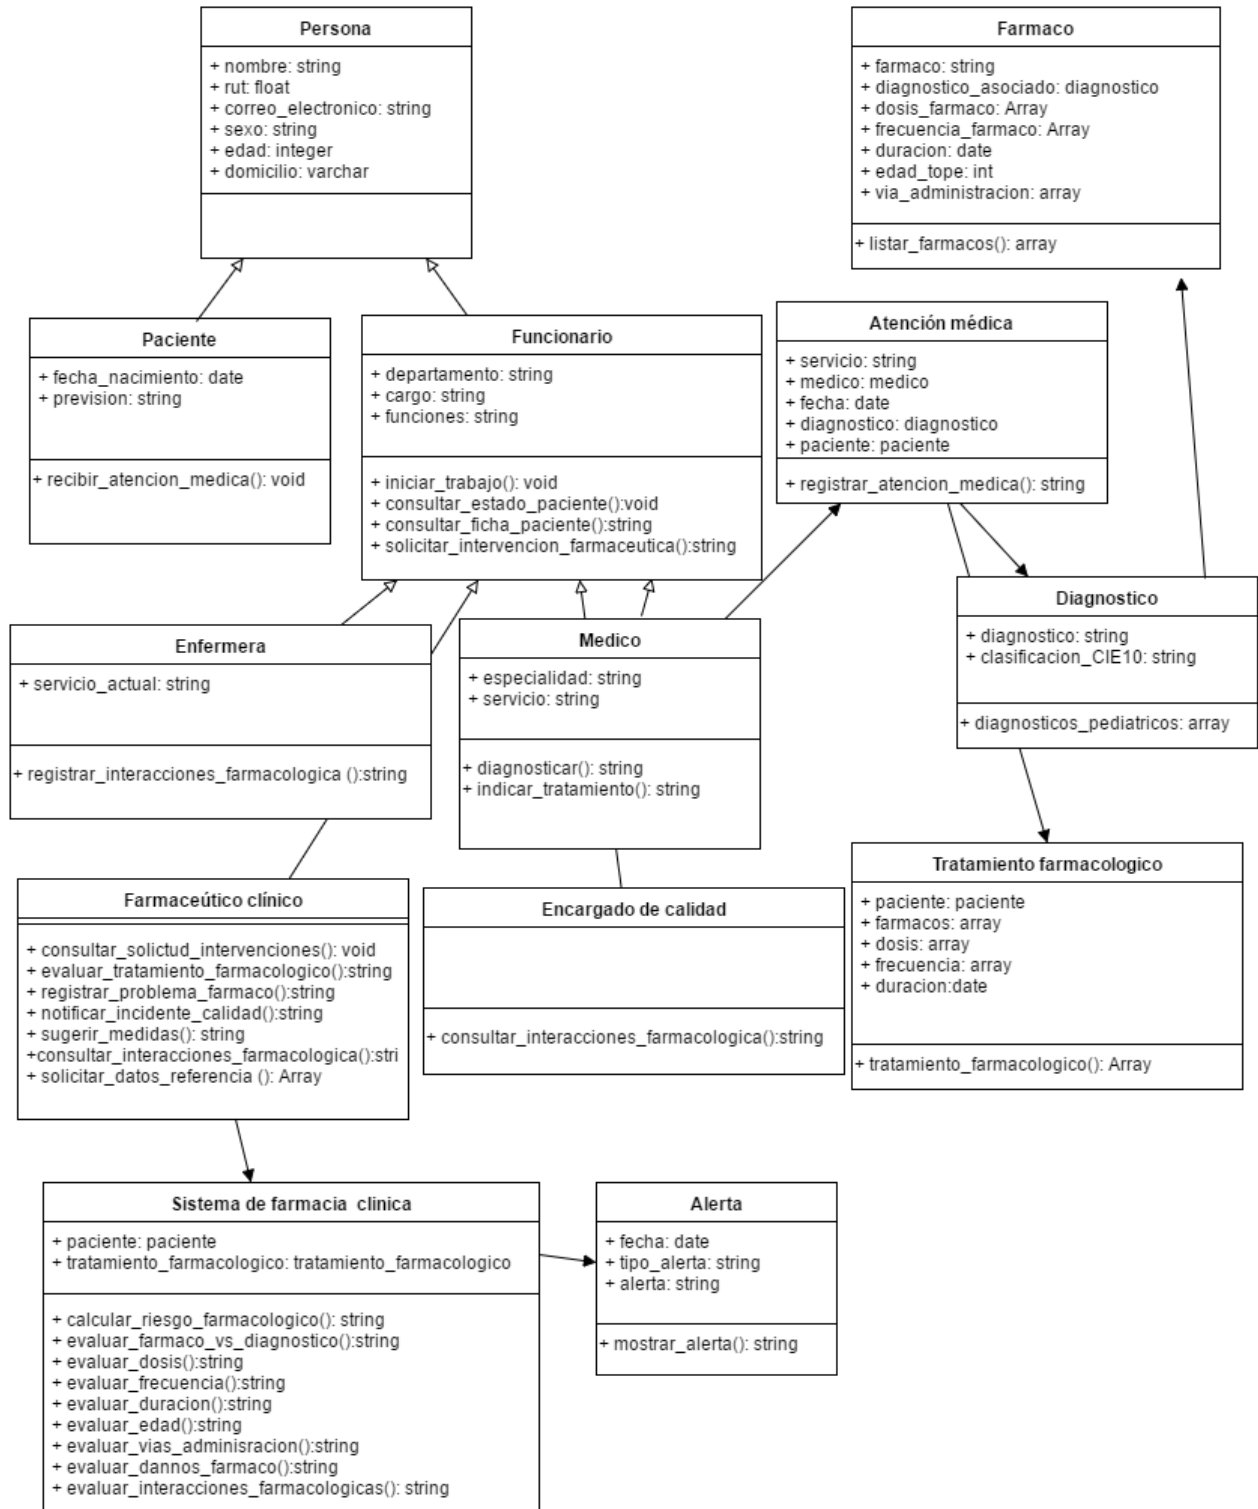 Persona
+ nombre: string
+ rut: float
+ correo_electronico: string
+ sexo: string
+ edad: integer
+ domicilio: varchar
Farmaco
+ farmaco: string
+ diagnostico_asociado: diagnostico
+ dosis_farmaco: Array
+ frecuencia_farmaco: Array
+ duracion: date
+ edad_tope: int
+ via_administracion: array
+ listar_farmacos(): array
Paciente
+ fecha_nacimiento: date
+ prevision: string
+ recibir_atencion_medica(): void
Funcionario
+ departamento: string
+ cargo: string
+ funciones: string
+ iniciar_trabajo(): void
+ consultar_estado_paciente():void
+ consultar_ficha_paciente():string
+ solicitar_intervencion_farmaceutica():string
Atención médica
+ servicio: string
+ medico: medico
+ fecha: date
+ diagnostico: diagnostico
+ paciente: paciente
+ registrar_atencion_medica(): string
Diagnostico
+ diagnostico: string
+ clasificacion_CIE10: string
+ diagnosticos_pediatricos: array
Enfermera
+ servicio_actual: string
+ registrar_interacciones_farmacologica ():string
Medico
+ especialidad: string
+ servicio: string
+ diagnosticar(): string
+ indicar_tratamiento(): string
Tratamiento farmacologico
+ paciente: paciente
+ farmacos: array
+ dosis: array
+ frecuencia: array
+ duracion:date
+ tratamiento_farmacologico(): Array
Farmaceútico clínico
+ consultar_solictud_intervenciones(): void
+ evaluar_tratamiento_farmacologico():string
+ registrar_problema_farmaco():string
+ notificar_incidente_calidad():string
+ sugerir_medidas(): string
+consultar_interacciones_farmacologica():stri
+ solicitar_datos_referencia (): Array
Encargado de calidad
+ consultar_interacciones_farmacologica():string
Sistema de farmacia clinica
+ paciente: paciente
+ tratamiento_farmacologico: tratamiento_farmacologico
+ calcular_riesgo_farmacologico(): string
+ evaluar_farmaco_vs_diagnostico():string
+ evaluar_dosis():string
+ evaluar_frecuencia():string
+ evaluar_duracion():string
+ evaluar_edad():string
+ evaluar_vias_adminisracion():string
+ evaluar_dannos_farmaco():string
+ evaluar_interacciones_farmacologicas(): string
Alerta
+ fecha: date
+ tipo_alerta: string
+ alerta: string
+ mostrar_alerta(): string